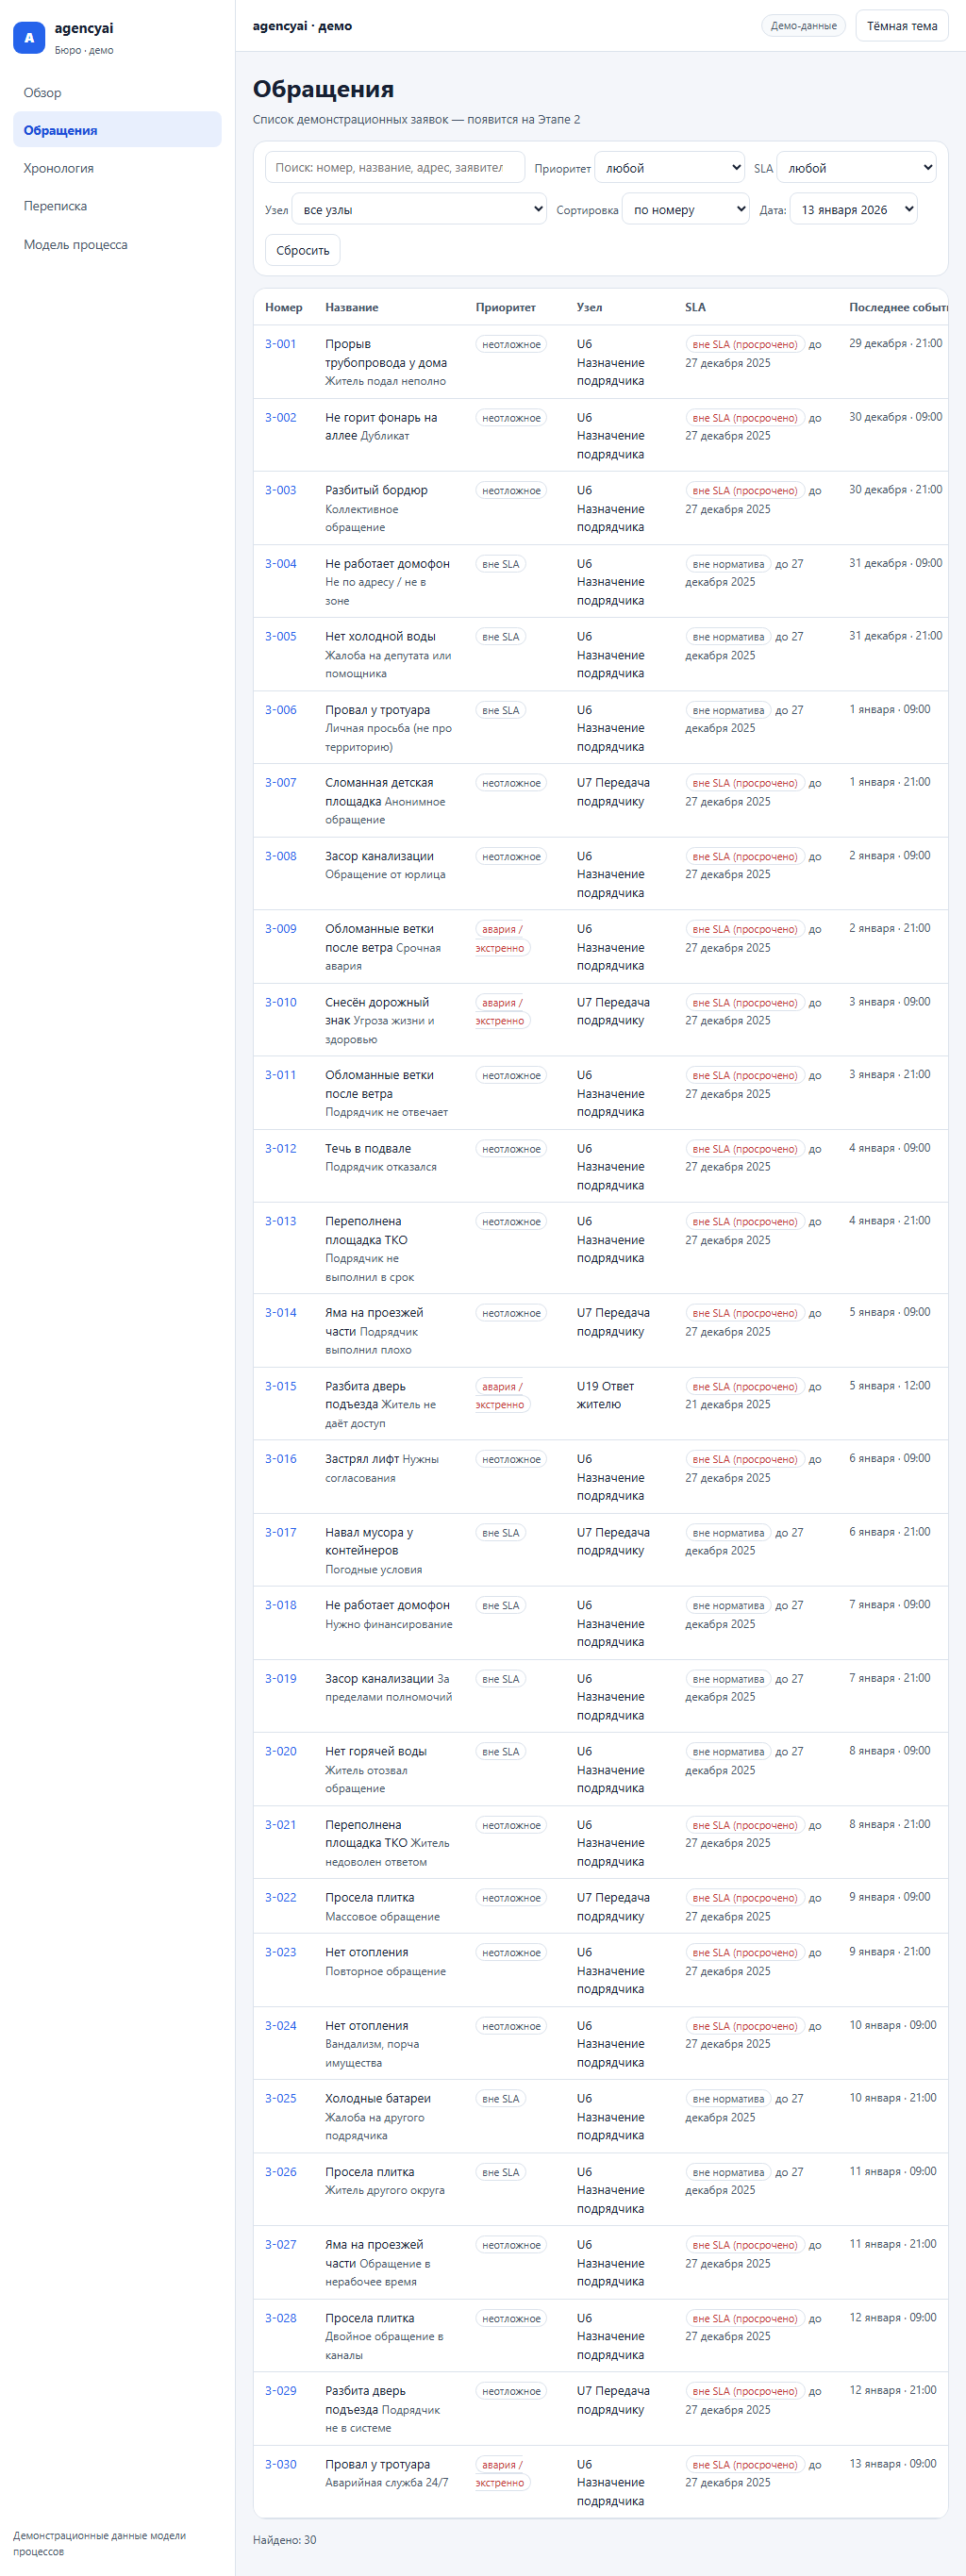 A
agencyai
Бюро · демо
Обзор
Обращения
Хронология
Переписка
Модель процесса
Демонстрационные данные модели
процессов
agencyai · демо
Демо-данные
Тёмная тема
Обращения
Список демонстрационных заявок — появится на Этапе 2
Поиск: номер, название, адрес, заявител
Приоритет любой
SLA любой
Узел все узлы
Сортировка по номеру
Дата: 13 января 2026
Сбросить
Номер Название Приоритет Узел SLA Последнее событ
З-001 Прорыв неотложное U6 вне SLA (просрочено) до 29 декабря · 21:00
трубопровода у дома Назначение 27 декабря 2025
Житель подал неполно подрядчика
З-002 Не горит фонарь на неотложное U6 вне SLA (просрочено) до 30 декабря · 09:00
аллее Дубликат Назначение 27 декабря 2025
подрядчика
З-003 Разбитый бордюр неотложное U6 вне SLA (просрочено) до 30 декабря · 21:00
Коллективное Назначение 27 декабря 2025
обращение подрядчика
З-004 Не работает домофон вне SLA U6 вне норматива до 27 31 декабря · 09:00
Не по адресу / не в Назначение декабря 2025
зоне подрядчика
З-005 Нет холодной воды вне SLA U6 вне норматива до 27 31 декабря · 21:00
Жалоба на депутата или Назначение декабря 2025
помощника подрядчика
З-006 Провал у тротуара вне SLA U6 вне норматива до 27 1 января · 09:00
Личная просьба (не про Назначение декабря 2025
территорию) подрядчика
З-007 Сломанная детская неотложное U7 Передача вне SLA (просрочено) до 1 января · 21:00
площадка Анонимное подрядчику 27 декабря 2025
обращение
З-008 Засор канализации неотложное U6 вне SLA (просрочено) до 2 января · 09:00
Обращение от юрлица Назначение 27 декабря 2025
подрядчика
З-009 Обломанные ветки авария / U6 вне SLA (просрочено) до 2 января · 21:00
после ветра Срочная экстренно Назначение 27 декабря 2025
авария подрядчика
З-010 Снесён дорожный авария / U7 Передача вне SLA (просрочено) до 3 января · 09:00
знак Угроза жизни и экстренно подрядчику 27 декабря 2025
здоровью
З-011 Обломанные ветки неотложное U6 вне SLA (просрочено) до 3 января · 21:00
после ветра Назначение 27 декабря 2025
Подрядчик не отвечает подрядчика
З-012 Течь в подвале неотложное U6 вне SLA (просрочено) до 4 января · 09:00
Подрядчик отказался Назначение 27 декабря 2025
подрядчика
З-013 Переполнена неотложное U6 вне SLA (просрочено) до 4 января · 21:00
площадка ТКО Назначение 27 декабря 2025
Подрядчик не подрядчика
выполнил в срок
З-014 Яма на проезжей неотложное U7 Передача вне SLA (просрочено) до 5 января · 09:00
части Подрядчик подрядчику 27 декабря 2025
выполнил плохо
З-015 Разбита дверь авария / U19 Ответ вне SLA (просрочено) до 5 января · 12:00
подъезда Житель не экстренно жителю 21 декабря 2025
даёт доступ
З-016 Застрял лифт Нужны неотложное U6 вне SLA (просрочено) до 6 января · 09:00
согласования Назначение 27 декабря 2025
подрядчика
З-017 Навал мусора у вне SLA U7 Передача вне норматива до 27 6 января · 21:00
контейнеров подрядчику декабря 2025
Погодные условия
З-018 Не работает домофон вне SLA U6 вне норматива до 27 7 января · 09:00
Нужно финансирование Назначение декабря 2025
подрядчика
З-019 Засор канализации За вне SLA U6 вне норматива до 27 7 января · 21:00
пределами полномочий Назначение декабря 2025
подрядчика
З-020 Нет горячей воды вне SLA U6 вне норматива до 27 8 января · 09:00
Житель отозвал Назначение декабря 2025
обращение подрядчика
З-021 Переполнена неотложное U6 вне SLA (просрочено) до 8 января · 21:00
площадка ТКО Житель Назначение 27 декабря 2025
недоволен ответом подрядчика
З-022 Просела плитка неотложное U7 Передача вне SLA (просрочено) до 9 января · 09:00
Массовое обращение подрядчику 27 декабря 2025
З-023 Нет отопления неотложное U6 вне SLA (просрочено) до 9 января · 21:00
Повторное обращение Назначение 27 декабря 2025
подрядчика
З-024 Нет отопления неотложное U6 вне SLA (просрочено) до 10 января · 09:00
Вандализм, порча Назначение 27 декабря 2025
имущества подрядчика
З-025 Холодные батареи вне SLA U6 вне норматива до 27 10 января · 21:00
Жалоба на другого Назначение декабря 2025
подрядчика подрядчика
З-026 Просела плитка вне SLA U6 вне норматива до 27 11 января · 09:00
Житель другого округа Назначение декабря 2025
подрядчика
З-027 Яма на проезжей неотложное U6 вне SLA (просрочено) до 11 января · 21:00
части Обращение в Назначение 27 декабря 2025
нерабочее время подрядчика
З-028 Просела плитка неотложное U6 вне SLA (просрочено) до 12 января · 09:00
Двойное обращение в Назначение 27 декабря 2025
каналы подрядчика
З-029 Разбита дверь неотложное U7 Передача вне SLA (просрочено) до 12 января · 21:00
подъезда Подрядчик подрядчику 27 декабря 2025
не в системе
З-030 Провал у тротуара авария / U6 вне SLA (просрочено) до 13 января · 09:00
Аварийная служба 24/7 экстренно Назначение 27 декабря 2025
подрядчика
Найдено: 30